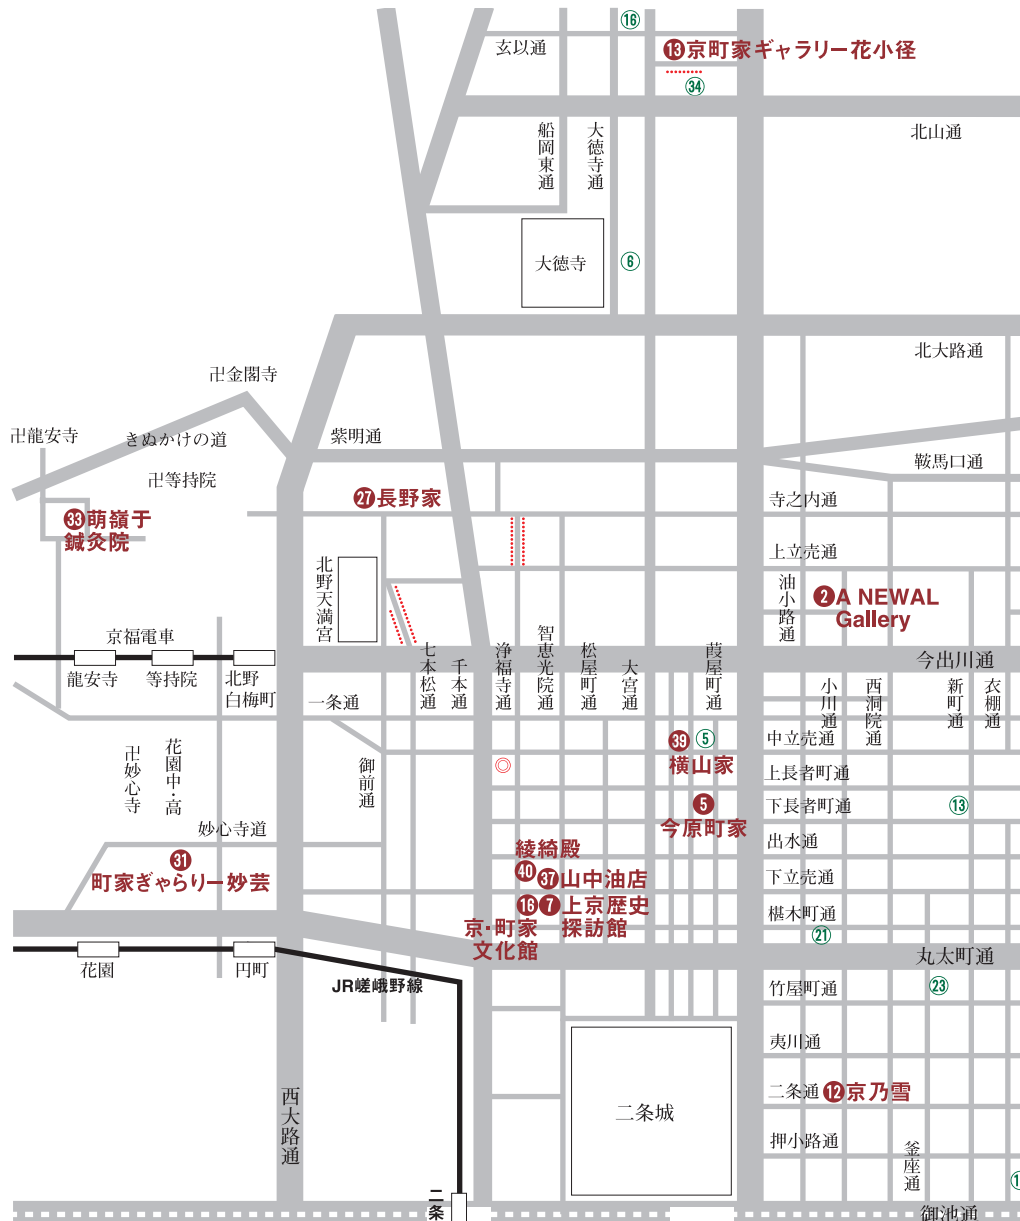 ⑯
玄以通
⓭京町家ギャラリー花小径
㉞
北山通
船岡東通
大徳寺通
大徳寺
⑥
北大路通
卍金閣寺
卍龍安寺
きぬかけの道
紫明通
鞍馬口通
卍等持院
㉗長野家
寺之内通
㉝萌嶺于
鍼灸院
上立売通
北野天満宮
油小路通
❷A NEWAL
Gallery
京福電車
龍安寺
等持院
北野
白梅町
今出川通
七本松通
千本通
浄福寺通
智恵光院通
松屋町通
大宮通
葭屋町通
小川通
西洞院通
新町通
衣棚通
一条通
中立売通
㊴
⑤
横山家
卍妙心寺
花園中・高
御前通
◎
上長者町通
❺
今原町家
下長者町通
⑬
妙心寺道
出水通
㉛
町家ぎゃらりー妙芸
綾綺殿
㊵
㊲山中油店
下立売通
⓰❼上京歴史
探訪館
京・町家
文化館
椹木町通
㉑
丸太町通
花園
円町
JR嵯峨野線
竹屋町通
㉓
夷川通
西大路通
二条城
二条通
⓬京乃雪
押小路通
釜座通
二条
御池通